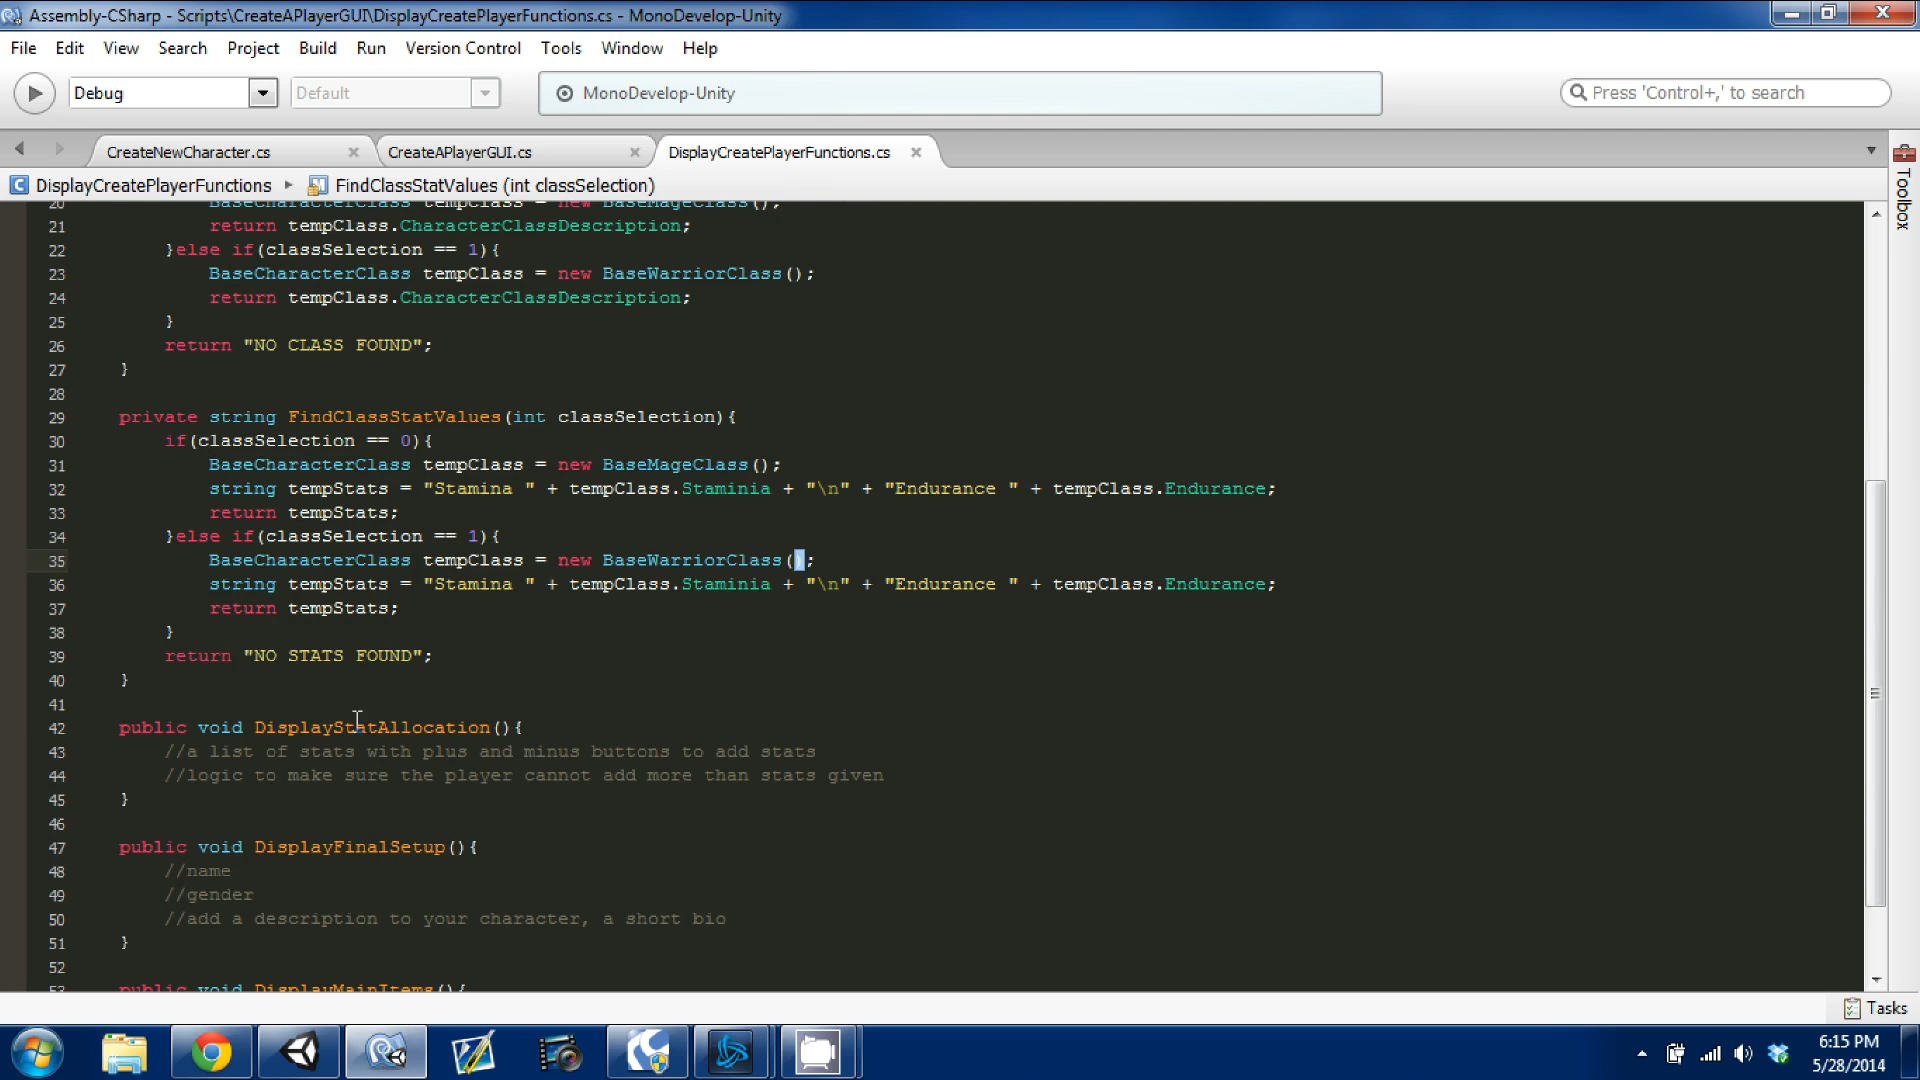 Assembly-CSharp - Scripts\CreateAPlayerGUI\DisplayCreatePlayerFunctions.cs - MonoDevelop-Unity
File Edit View Search Project Build Run Version Control Tools Window Help
Debug Default MonoDevelop-Unity Press 'Control+,' to search
CreateNewCharacter.cs CreateAPlayerGUI.cs DisplayCreatePlayerFunctions.cs
DisplayCreatePlayerFunctions FindClassStatValues (int classSelection)
Toolbox
20 BaseCharacterClass tempClass = new BaseMageClass();
21 return tempClass.CharacterClassDescription;
22 }else if(classSelection == 1){
23 BaseCharacterClass tempClass = new BaseWarriorClass();
24 return tempClass.CharacterClassDescription;
25 }
26 return "NO CLASS FOUND";
27 }
28
29 private string FindClassStatValues(int classSelection){
30 if(classSelection == 0){
31 BaseCharacterClass tempClass = new BaseMageClass();
32 string tempStats = "Stamina " + tempClass.Staminia + "\n" + "Endurance " + tempClass.Endurance;
33 return tempStats;
34 }else if(classSelection == 1){
35 BaseCharacterClass tempClass = new BaseWarriorClass();
36 string tempStats = "Stamina " + tempClass.Staminia + "\n" + "Endurance " + tempClass.Endurance;
37 return tempStats;
38 }
39 return "NO STATS FOUND";
40 }
41
42 public void DisplayStatAllocation(){
43 //a list of stats with plus and minus buttons to add stats
44 //logic to make sure the player cannot add more than stats given
45 }
46
47 public void DisplayFinalSetup(){
48 //name
49 //gender
50 //add a description to your character, a short bio
51 }
52
53 public void DisplayMainItems(){
Tasks
6:15 PM
5/28/2014